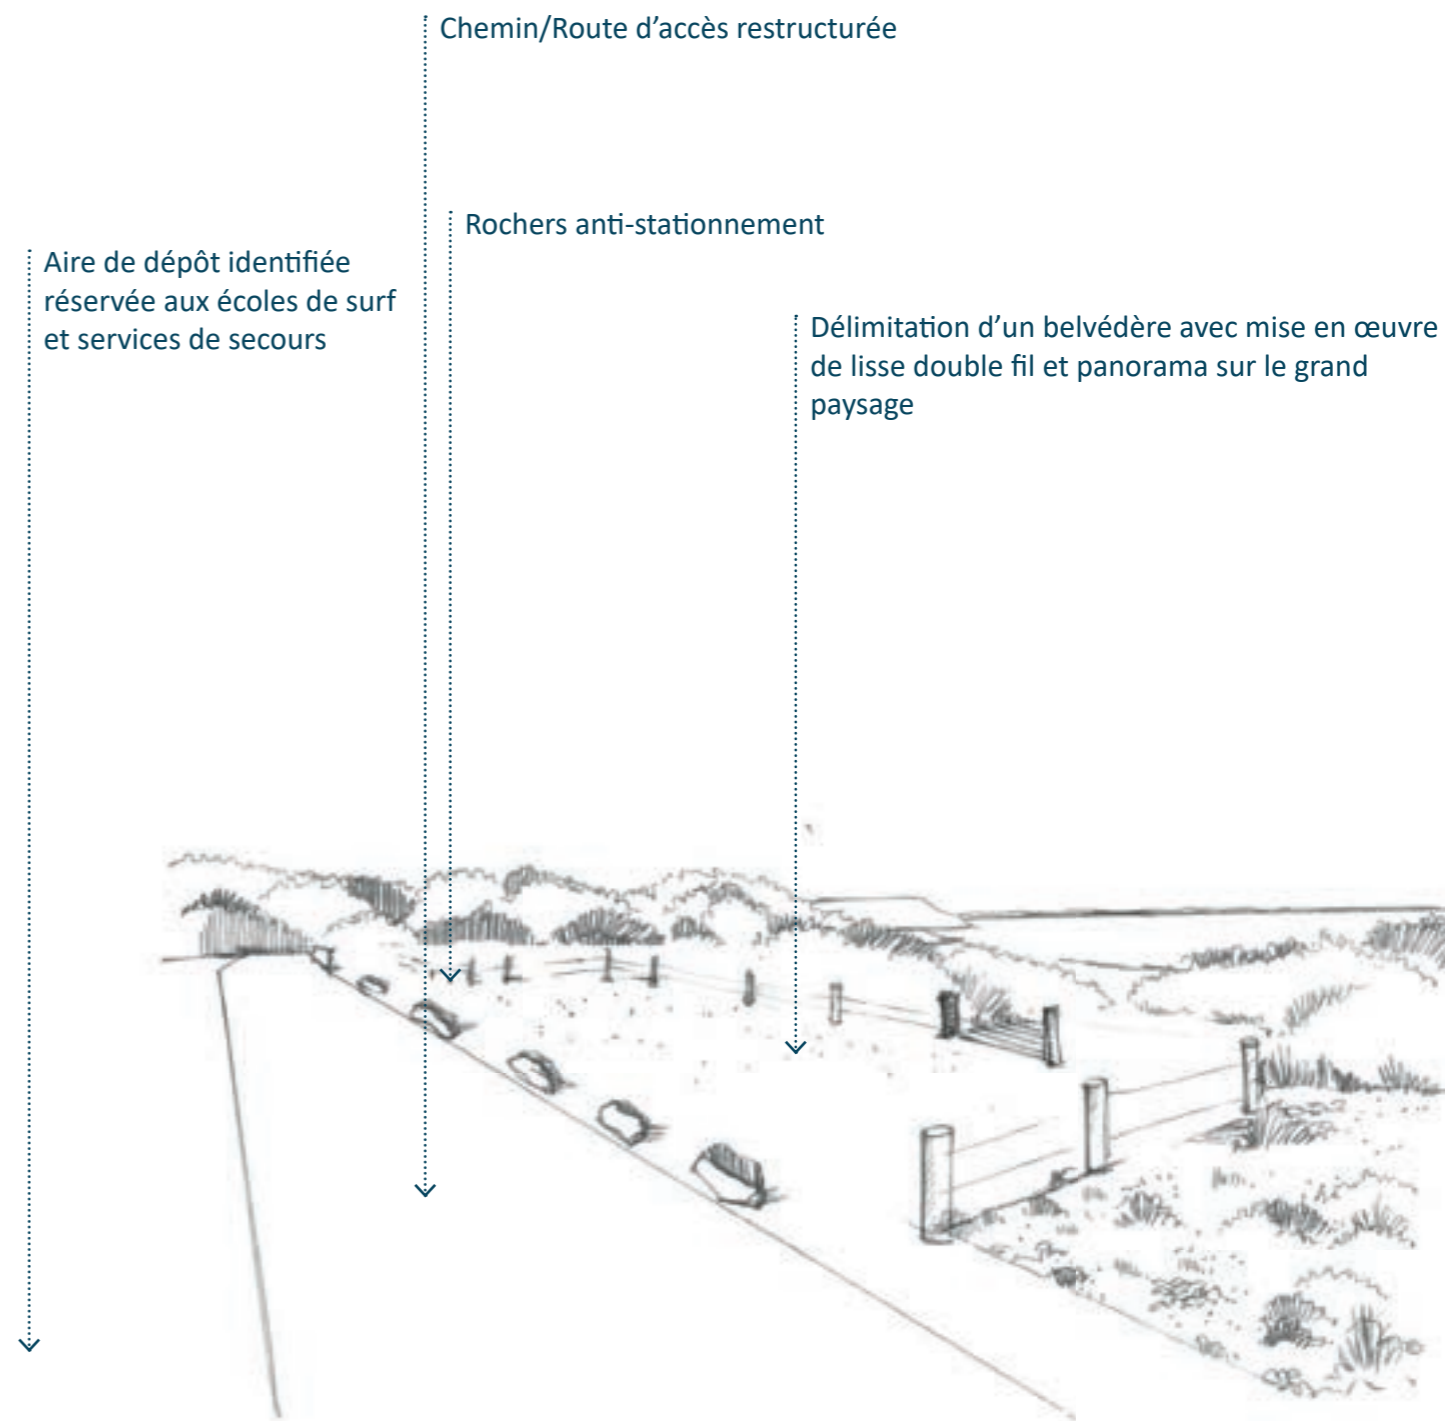 Chemin/Route d’accès restructurée
Rochers anti-stationnement
Aire de dépôt identifiée
réservée aux écoles de surf
et services de secours
Délimitation d’un belvédère avec mise en œuvre
de lisse double fil et panorama sur le grand
paysage